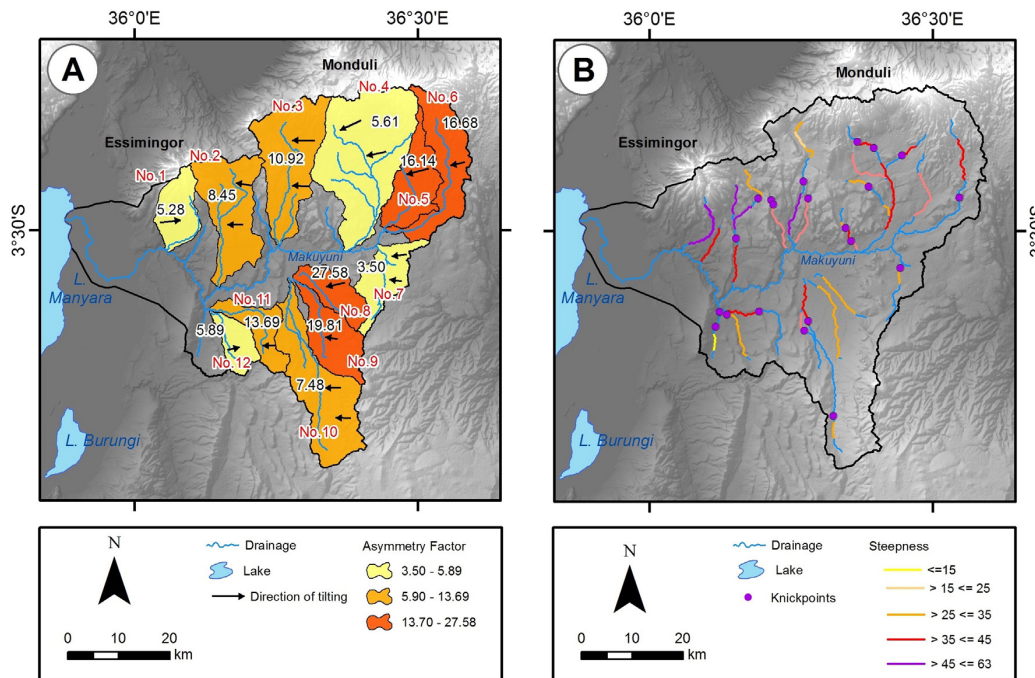 36°0'E
36°30'E
36°0'E
36°30'E
A
B
Monduli
Monduli
No.4
No.6
No.3
5.61
16.68
Essimingor
Essimingor
No.2
10.92
16.14
No.1
8.45
No.5
5.28
3°30'S
3°30'S
Makuyuni
Makuyuni
27.58
3.50
L.
Manyara
L.
Manyara
No.7
No.11
No.8
5.89
13.69
19.81
No.12
No.9
7.48
No.10
L. Burungi
L. Burungi
N
Drainage
Lake
Direction of tilting
Asymmetry Factor
3.50 - 5.89
5.90 - 13.69
13.70 - 27.58
0 10 20
km
N
Drainage
Lake
Knickpoints
Steepness
<=15
> 15 <= 25
> 25 <= 35
> 35 <= 45
> 45 <= 63
0 10 20
km